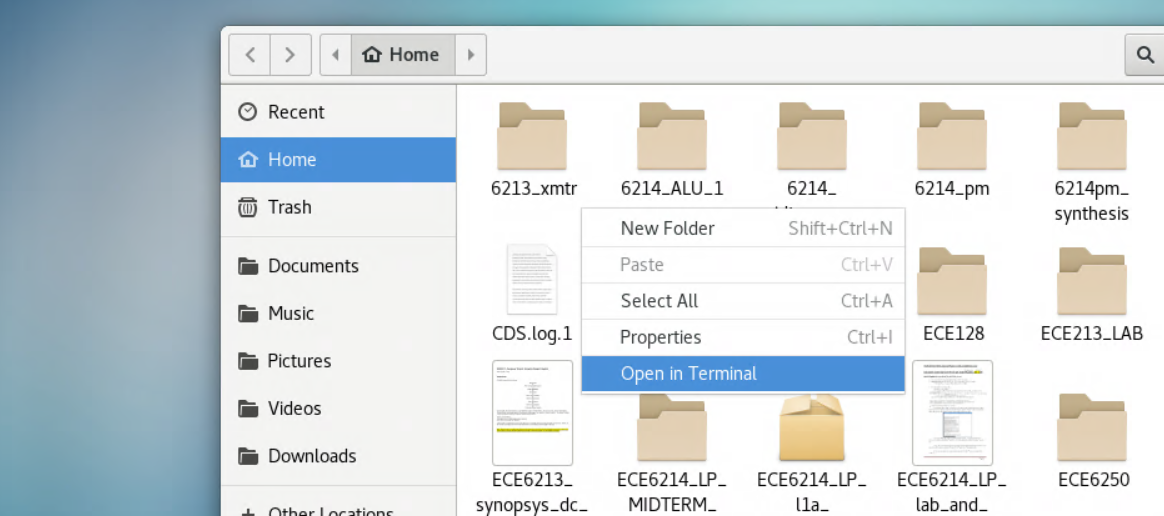 Home
Recent
Home
Trash
Documents
Music
Pictures
Videos
Downloads
Other Locations
6213_xmtr
6214_ALU_1
6214_
6214_pm
6214pm_
synthesis
New Folder Shift+Ctrl+N
Paste Ctrl+V
Select All Ctrl+A
Properties Ctrl+I
Open in Terminal
CDS.log.1
ECE128
ECE213_LAB
ECE6213_
synopsys_dc_
ECE6214_LP_
MIDTERM_
ECE6214_LP_
l1a_
ECE6214_LP_
lab_and_
ECE6250